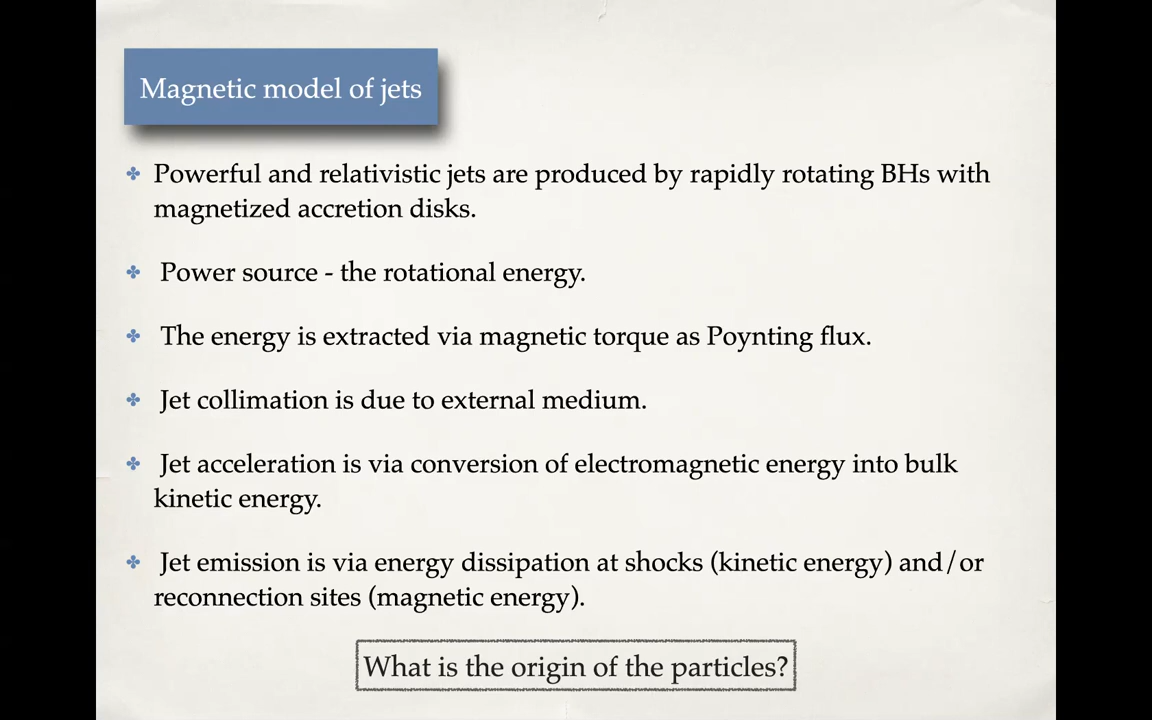 Magnetic model of jets
Powerful and relativistic jets are produced by rapidly rotating BHs with
magnetized accretion disks.
Power source - the rotational energy.
The energy is extracted via magnetic torque as Poynting flux.
Jet collimation is due to external medium.
Jet acceleration is via conversion of electromagnetic energy into bulk
kinetic energy.
Jet emission is via energy dissipation at shocks (kinetic energy) and/or
reconnection sites (magnetic energy).
What is the origin of the particles?